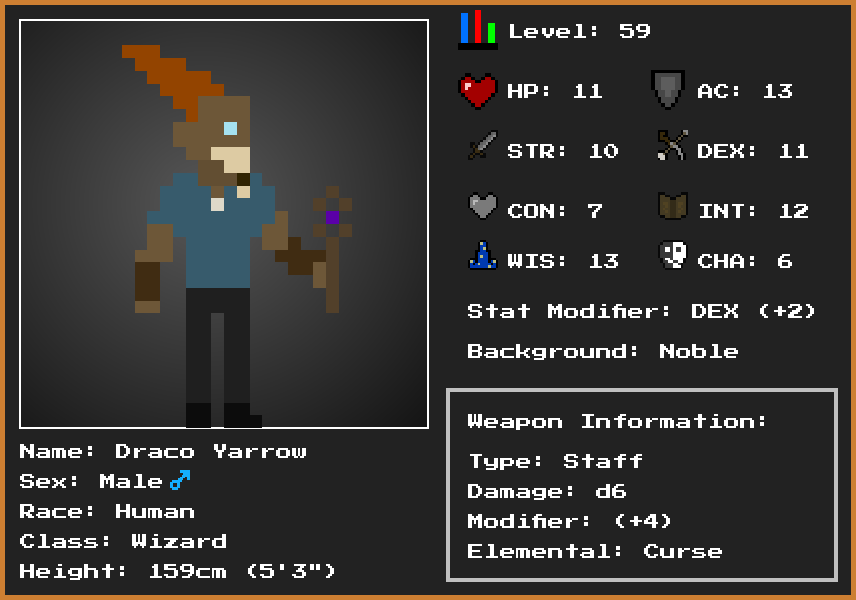 Level: 59
HP: 11 AC: 13
STR: 10 DEX: 11
CON: 7 INT: 12
WIS: 13 CHA: 6
Stat Modifier: DEX (+2)
Background: Noble
Weapon Information:
Type: Staff
Damage: d6
Modifier: (+4)
Elemental: Curse
Name: Draco Yarrow
Sex: Male♂
Race: Human
Class: Wizard
Height: 159cm (5'3")